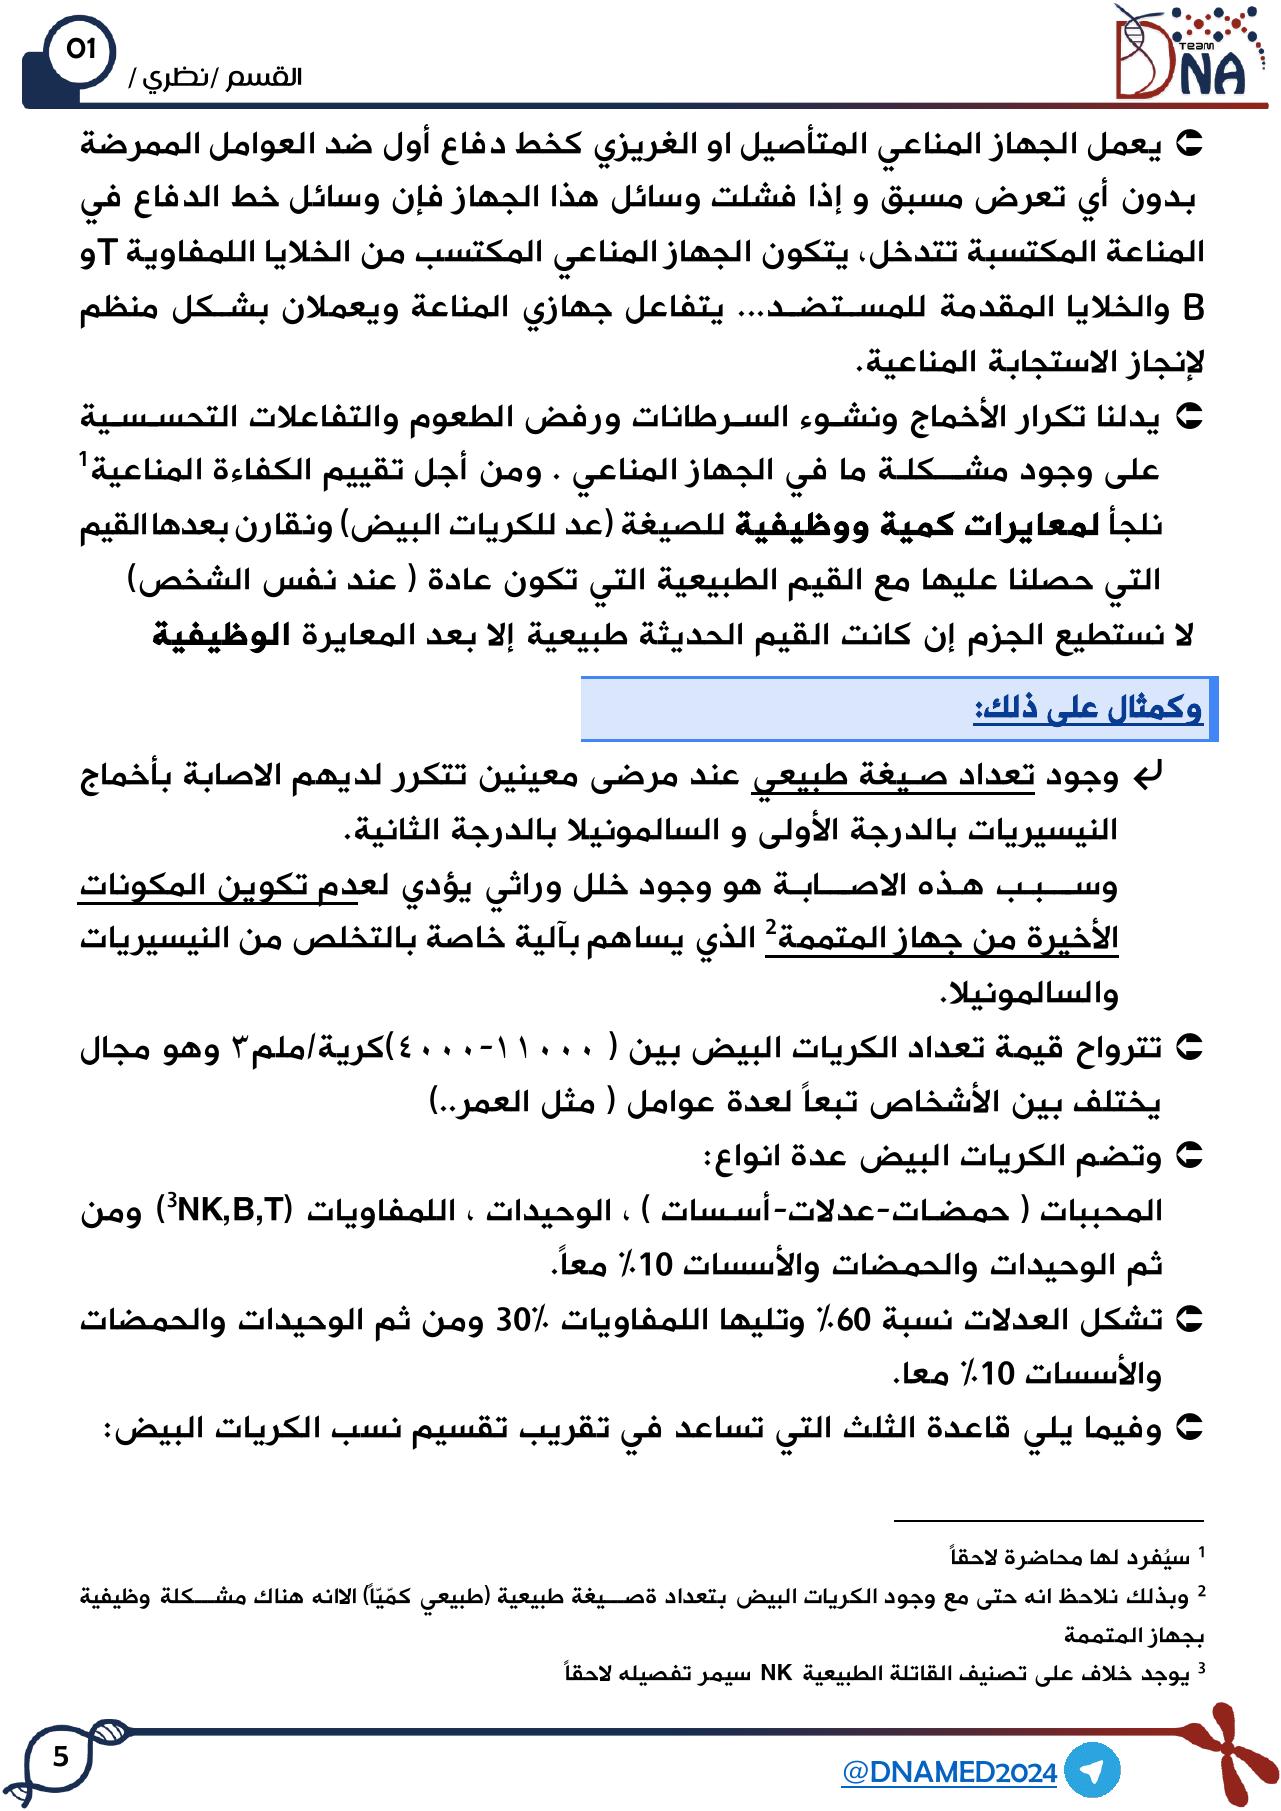 01
القسم /نظري /
TEAM
DNA
يعمل الجهاز المناعي المتأصيل او الغريزي كخط دفاع أول ضد العوامل الممرضة
بدون أي تعرض مسبق و إذا فشلت وسائل هذا الجهاز فإن وسائل خط الدفاع في
المناعة المكتسبة تتدخل، يتكون الجهاز المناعي المكتسب من الخلايا اللمفاوية Tو
B والخلايا المقدمة للمستضد... يتفاعل جهازي المناعة ويعملان بشكل منظم
لإنجاز الاستجابة المناعية.
يدلنا تكرار الأخماج ونشوء السرطانات ورفض الطعوم والتفاعلات التحسسية
على وجود مشكلة ما في الجهاز المناعي . ومن أجل تقييم الكفاءة المناعية1
نلجأ لمعايرات كمية ووظيفية للصيغة (عد للكريات البيض) ونقارن بعدها القيم
التي حصلنا عليها مع القيم الطبيعية التي تكون عادة ( عند نفس الشخص)
لا نستطيع الجزم إن كانت القيم الحديثة طبيعية إلا بعد المعايرة الوظيفية
وكمثال على ذلك:
وجود تعداد صيغة طبيعي عند مرضى معينين تتكرر لديهم الاصابة بأخماج
النيسيريات بالدرجة الأولى و السالمونيلا بالدرجة الثانية.
وسبب هذه الاصابة هو وجود خلل وراثي يؤدي لعدم تكوين المكونات
الأخيرة من جهاز المتممة2 الذي يساهم بآلية خاصة بالتخلص من النيسيريات
والسالمونيلا.
تترواح قيمة تعداد الكريات البيض بين ( ١١٠٠٠-٤٠٠٠)كرية/ملم٣ وهو مجال
يختلف بين الأشخاص تبعاً لعدة عوامل ( مثل العمر..)
وتضم الكريات البيض عدة انواع:
المحببات ( حمضات-عدلات-أسسات ) ، الوحيدات ، اللمفاويات (NK,B,T3) ومن
ثم الوحيدات والحمضات والأسسات 10٪ معاً.
تشكل العدلات نسبة 60٪ وتليها اللمفاويات 30٪ ومن ثم الوحيدات والحمضات
والأسسات 10٪ معا.
وفيما يلي قاعدة الثلث التي تساعد في تقريب تقسيم نسب الكريات البيض:
1 سيُفرد لها محاضرة لاحقاً
2 وبذلك نلاحظ انه حتى مع وجود الكريات البيض بتعداد ةصيغة طبيعية (طبيعي كمّيّاً) الاانه هناك مشكلة وظيفية
بجهاز المتممة
3 يوجد خلاف على تصنيف القاتلة الطبيعية NK سيمر تفصيله لاحقاً
5
@DNAMED2024